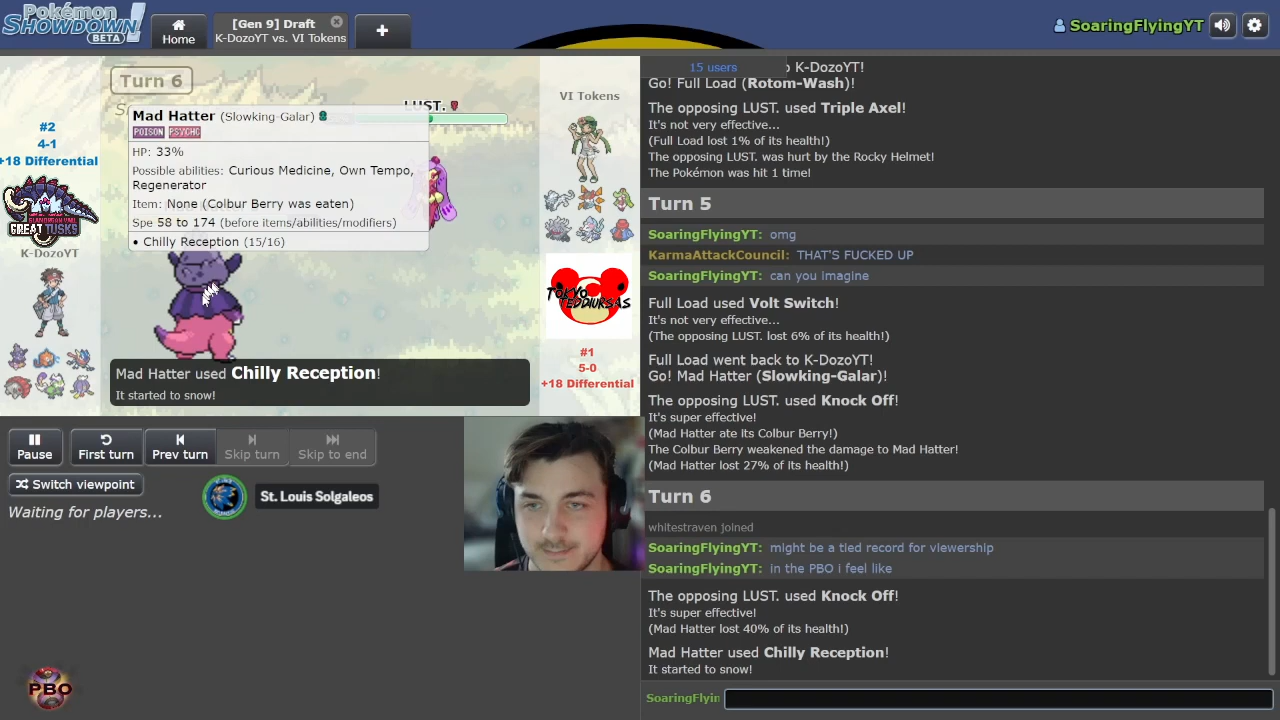 Pokémon
Showdown!
BETA
Home
[Gen 9] Draft
K-DozoYT vs. VI Tokens
SoaringFlyingYT
Turn 6
#2
4-1
+18 Differential
GREAT TUSKS
K-DozoYT
LUST.
Mad Hatter (Slowking-Galar)
POISON PSYCHC
HP: 33%
Possible abilities: Curious Medicine, Own Tempo,
Regenerator
Item: None (Colbur Berry was eaten)
Spe 58 to 174 (before items/abilities/modifiers)
• Chilly Reception (15/16)
Mad Hatter used Chilly Reception!
It started to snow!
VI Tokens
TOKYO
TEDDIURSAS
#1
5-0
+18 Differential
Pause
First turn
Prev turn
Skip turn
Skip to end
Switch viewpoint
St. Louis Solgaleos
Waiting for players...
PBO
15 users
K-DozoYT!
Go! Full Load (Rotom-Wash)!
The opposing LUST. used Triple Axel!
It's not very effective...
(Full Load lost 1% of its health!)
The opposing LUST. was hurt by the Rocky Helmet!
The Pokémon was hit 1 time!
Turn 5
SoaringFlyingYT: omg
KarmaAttackCouncil: THAT'S FUCKED UP
SoaringFlyingYT: can you imagine
Full Load used Volt Switch!
It's not very effective...
(The opposing LUST. lost 6% of its health!)
Full Load went back to K-DozoYT!
Go! Mad Hatter (Slowking-Galar)!
The opposing LUST. used Knock Off!
It's super effective!
(Mad Hatter ate its Colbur Berry!)
The Colbur Berry weakened the damage to Mad Hatter!
(Mad Hatter lost 27% of its health!)
Turn 6
whitestraven joined
SoaringFlyingYT: might be a tied record for viewership
SoaringFlyingYT: in the PBO i feel like
The opposing LUST. used Knock Off!
It's super effective!
(Mad Hatter lost 40% of its health!)
Mad Hatter used Chilly Reception!
It started to snow!
SoaringFlyin